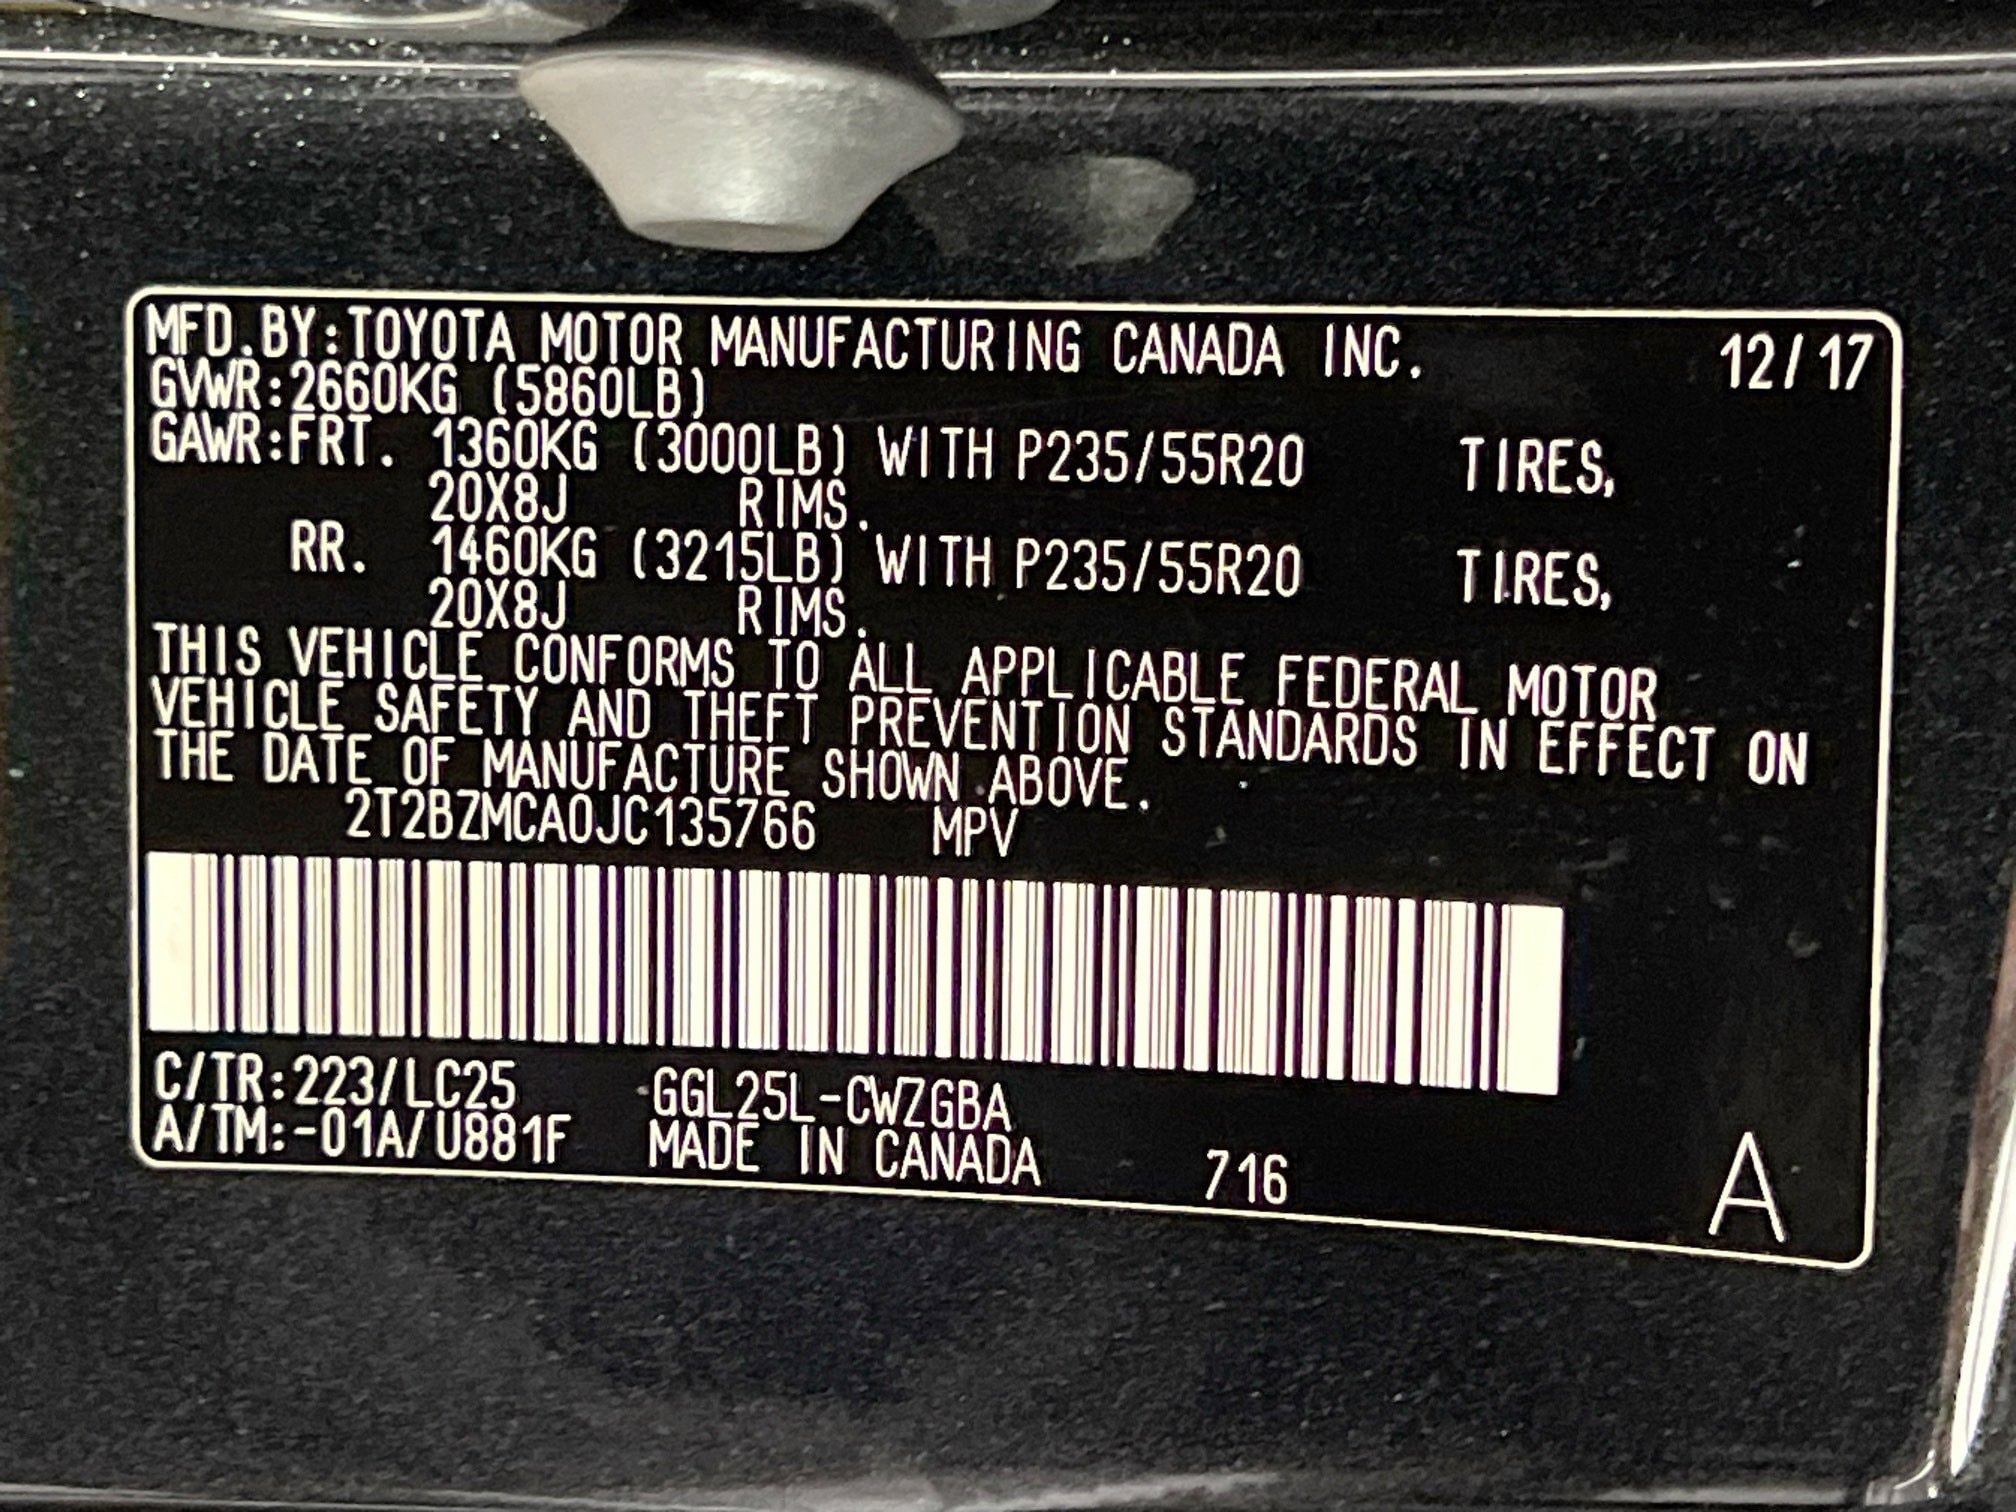 MFD.BY:TOYOTA MOTOR MANUFACTURING CANADA INC. 12/17
GVWR:2660KG (5860LB)
GAWR:FRT. 1360KG (3000LB) WITH P235/55R20 TIRES,
20X8J RIMS.
RR. 1460KG (3215LB) WITH P235/55R20 TIRES,
20X8J RIMS.
THIS VEHICLE CONFORMS TO ALL APPLICABLE FEDERAL MOTOR
VEHICLE SAFETY AND THEFT PREVENTION STANDARDS IN EFFECT ON
THE DATE OF MANUFACTURE SHOWN ABOVE.
2T2BZMCA0JC135766 MPV
C/TR:223/LC25 GGL25L-CWZGBA
A/TM:-01A/U881F MADE IN CANADA 716 A